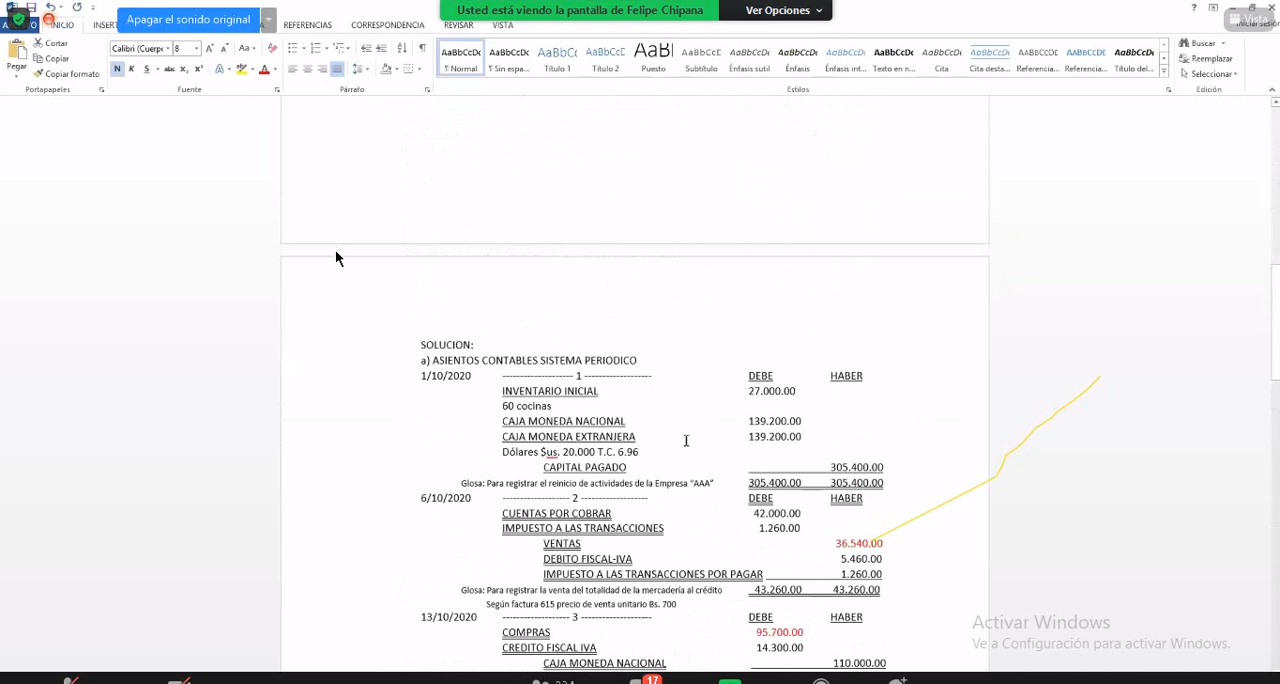 Apagar el sonido original
Usted está viendo la pantalla de Felipe Chipana
Ver Opciones
Vista
INICIO INSERT REFERENCIAS CORRESPONDENCIA REVISAR VISTA
Pegar
Cortar
Copiar
Copiar formato
Calibri (Cuerpo 8
AaBbCcDc AaBbCcDc AaBbCc AaBbCcC AaBl AaBbCcC AaBbCcDc AaBbCcDc AaBbCcDc AaBbCcDc AaBbCcDc AaBbCcDc AABBCCDC AABBCCDC AaBbCcDc
¶ Normal ¶ Sin espa... Título 1 Título 2 Puesto Subtítulo Énfasis sutil Énfasis Énfasis int... Texto en n... Cita Cita desta... Referencia... Referencia... Título del...
Buscar
Reemplazar
Seleccionar
Portapapeles Fuente Párrafo Estilos Edición
SOLUCION:
a) ASIENTOS CONTABLES SISTEMA PERIODICO
1/10/2020 -------------------- 1 ------------------- DEBE HABER
INVENTARIO INICIAL 27.000.00
60 cocinas
CAJA MONEDA NACIONAL 139.200.00
CAJA MONEDA EXTRANJERA 139.200.00
Dólares $us. 20.000 T.C. 6.96
CAPITAL PAGADO 305.400.00
Glosa: Para registrar el reinicio de actividades de la Empresa "AAA" 305.400.00 305.400.00
6/10/2020 -------------------- 2 ------------------- DEBE HABER
CUENTAS POR COBRAR 42.000.00
IMPUESTO A LAS TRANSACCIONES 1.260.00
VENTAS 36.540.00
DEBITO FISCAL-IVA 5.460.00
IMPUESTO A LAS TRANSACCIONES POR PAGAR 1.260.00
Glosa: Para registrar la venta del totalidad de la mercadería al crédito 43.260.00 43.260.00
Según factura 615 precio de venta unitario Bs. 700
13/10/2020 -------------------- 3 ------------------- DEBE HABER
COMPRAS 95.700.00
CREDITO FISCAL IVA 14.300.00
CAJA MONEDA NACIONAL 110.000.00
Activar Windows
Ve a Configuración para activar Windows.
17